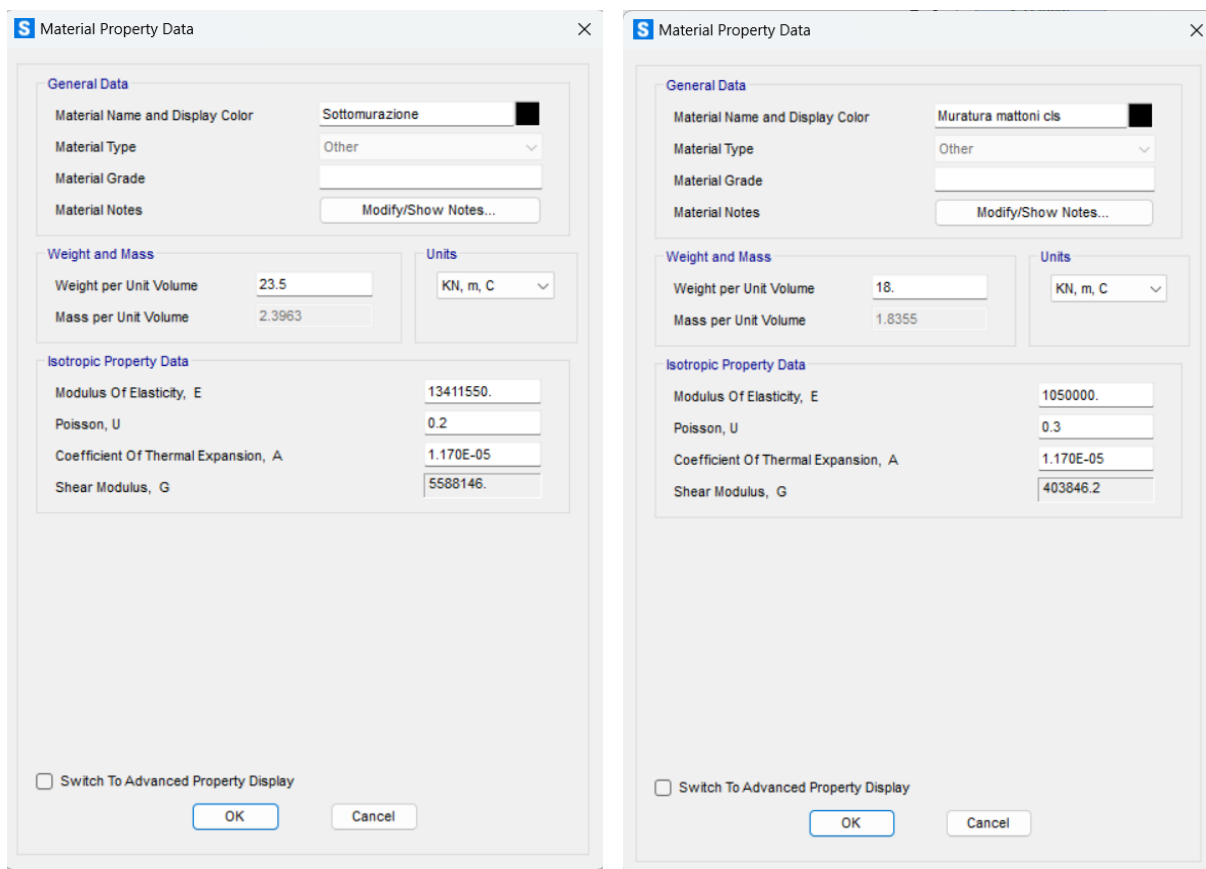 S Material Property Data
General Data
Material Name and Display Color Sottomurazione
Material Type Other
Material Grade
Material Notes Modify/Show Notes...
Weight and Mass
Weight per Unit Volume 23.5
Mass per Unit Volume 2.3963
Units
KN, m, C
Isotropic Property Data
Modulus Of Elasticity, E 13411550.
Poisson, U 0.2
Coefficient Of Thermal Expansion, A 1.170E-05
Shear Modulus, G 5588146.
Switch To Advanced Property Display
OK Cancel
S Material Property Data
General Data
Material Name and Display Color Muratura mattoni cls
Material Type Other
Material Grade
Material Notes Modify/Show Notes...
Weight and Mass
Weight per Unit Volume 18.
Mass per Unit Volume 1.8355
Units
KN, m, C
Isotropic Property Data
Modulus Of Elasticity, E 1050000.
Poisson, U 0.3
Coefficient Of Thermal Expansion, A 1.170E-05
Shear Modulus, G 403846.2
Switch To Advanced Property Display
OK Cancel